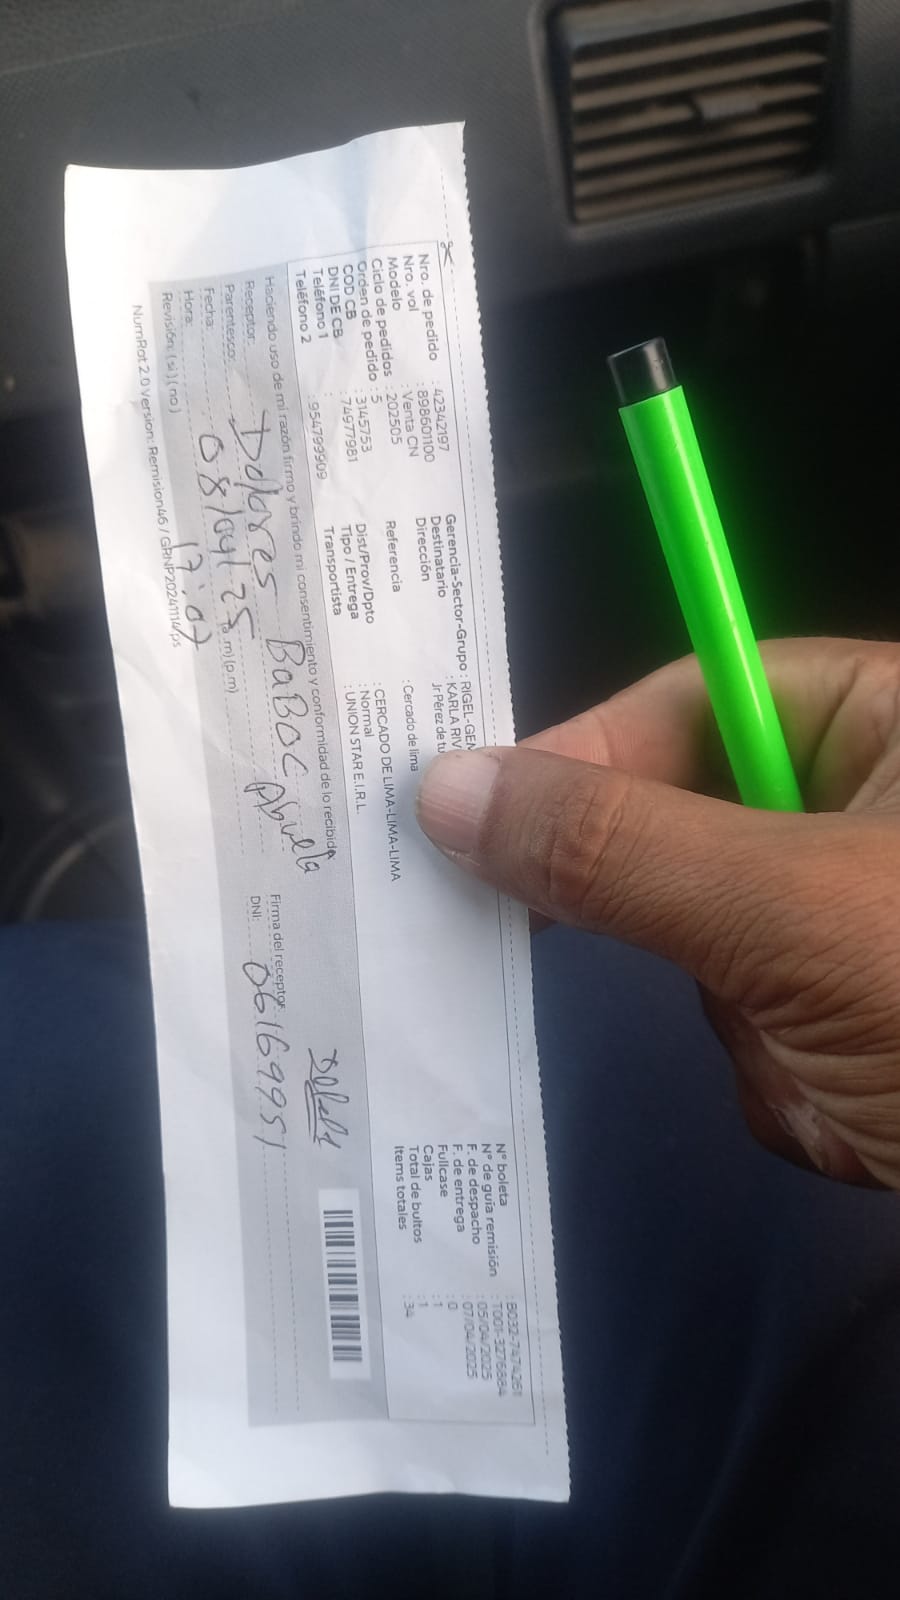 Nro. de pedido : 42342197
Nro. vol : 898601100
Modelo : Venta CN
Ciclo de pedidos : 202505
Orden de pedido : 5
COD CB : 3145753
DNI DE CB : 74977981
Teléfono 1 :
Teléfono 2 : 954799909
Gerencia-Sector-Grupo : RIGEL-GEN
Destinatario : KARLA RIV
Dirección Jr Pérez de tu
Referencia : Cercado de lima
Dist/Prov/Dpto : CERCADO DE LIMA-LIMA-LIMA
Tipo / Entrega : Normal
Transportista : UNION STAR E.I.R.L.
N° boleta : B032-7474261
N° de guía remisión : T001-3276884
F. de despacho : 05/04/2025
F. de entrega : 07/04/2025
Fullcase : 0
Cajas : 1
Total de bultos : 1
Items totales : 34
Haciendo uso de mi razón firmo y brindo mi consentimiento y conformidad de lo recibido
Receptor: Dolores BaBOC Abuela
Parentesco:
Fecha: 08/04/25 (a.m) (p.m)
Hora: 17:07
Revisión: (si) (no)
Firma del receptor
DNI: 06169951
NumRot 2.0 Version: Remision46 / GRNP20241114/ps